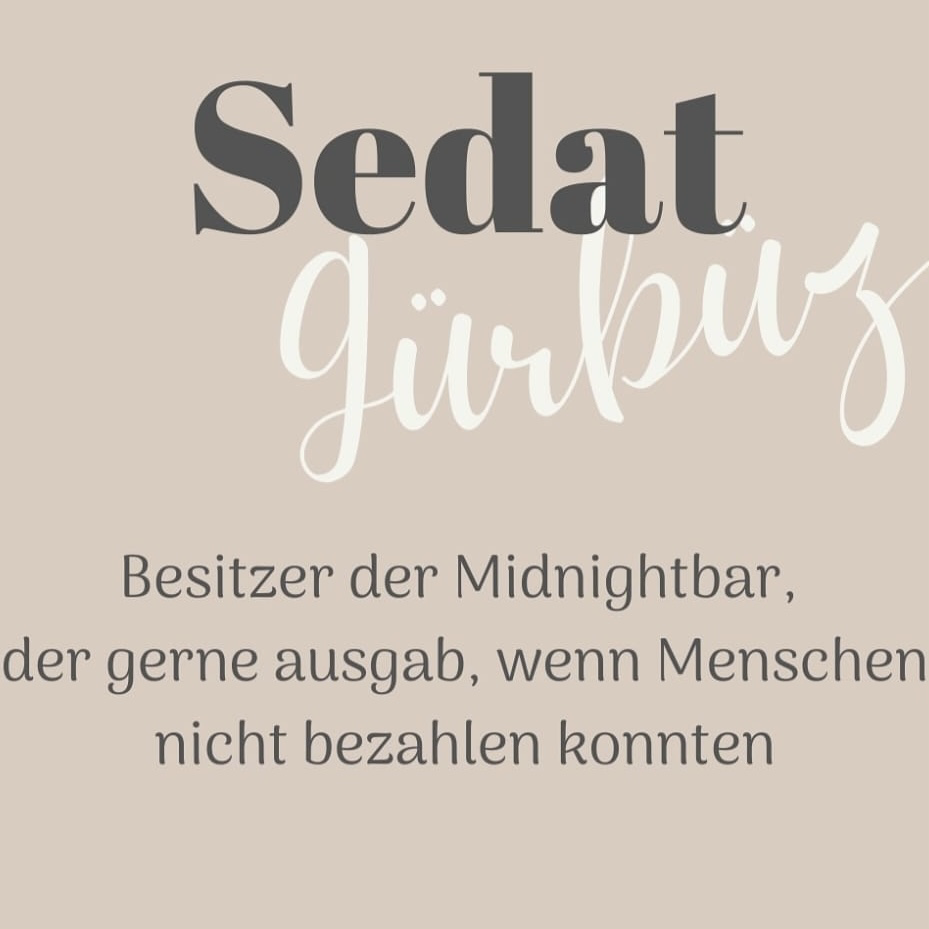 Sedat
gürbüz
Besitzer der Midnightbar,
der gerne ausgab, wenn Menschen
nicht bezahlen konnten